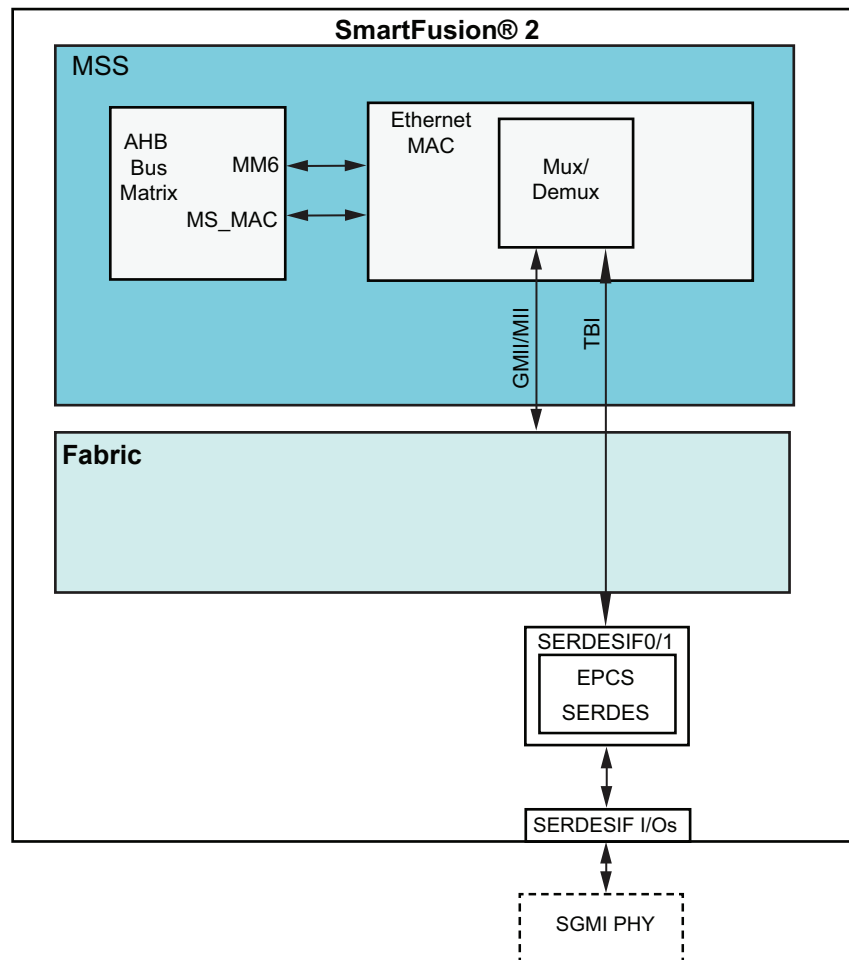 SmartFusion® 2
MSS
AHB
Bus
Matrix
MM6
MS_MAC
Ethernet
MAC
Mux/
Demux
GMII/MII
TBI
Fabric
SERDESIF0/1
EPCS
SERDES
SERDESIF I/Os
SGMI PHY